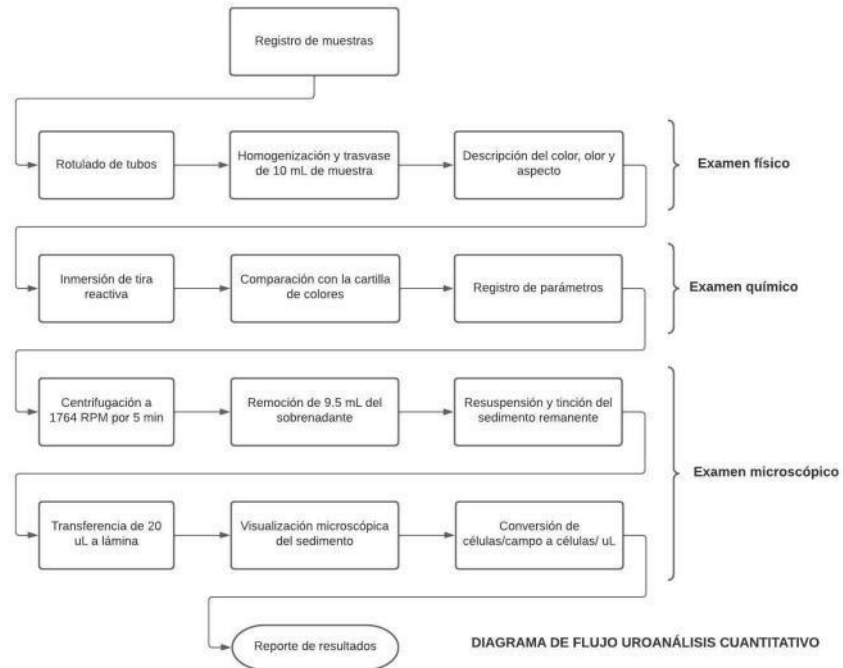 Registro de muestras
Rotulado de tubos
Homogenización y trasvase
de 10 mL de muestra
Descripción del color, olor y
aspecto
Examen físico
Inmersión de tira
reactiva
Comparación con la cartilla
de colores
Registro de parámetros
Examen químico
Centrifugación a
1764 RPM por 5 min
Remoción de 9.5 mL del
sobrenadante
Resuspensión y tinción del
sedimento remanente
Examen microscópico
Transferencia de 20
uL a lámina
Visualización microscópica
del sedimento
Conversión de
células/campo a células/ uL
Reporte de resultados
DIAGRAMA DE FLUJO UROANÁLISIS CUANTITATIVO